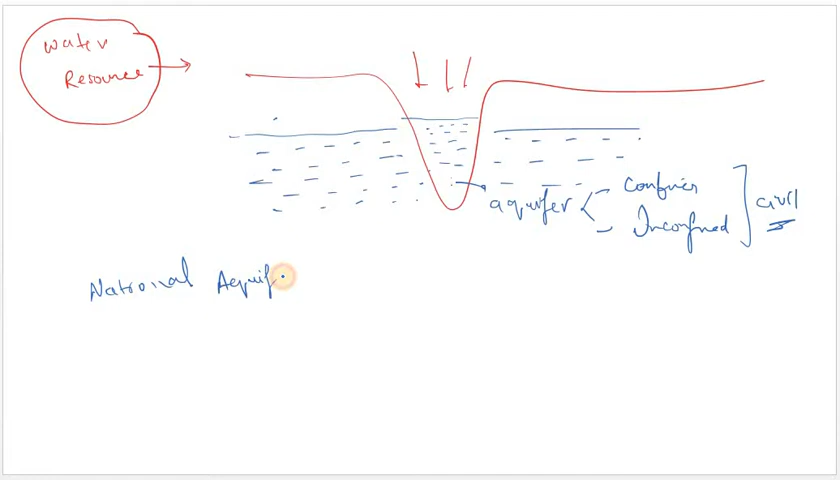 Water
Resource
aquifer
Confined
Unconfined
civil
National Aquif